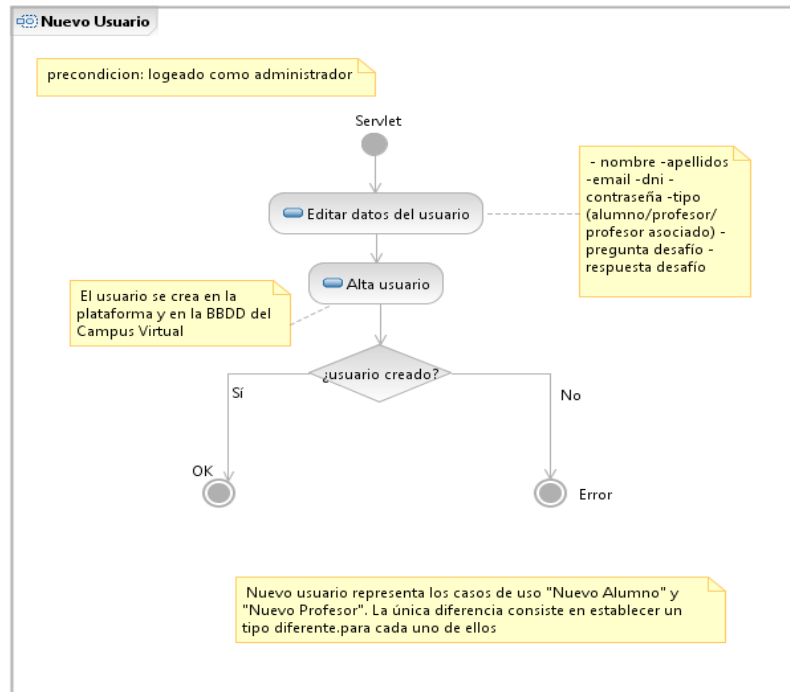 Nuevo Usuario
precondicion: logeado como administrador
Servlet
- nombre -apellidos
-email -dni -
contraseña -tipo
(alumno/profesor/
profesor asociado) -
pregunta desafío -
respuesta desafío
Editar datos del usuario
Alta usuario
El usuario se crea en la
plataforma y en la BBDD del
Campus Virtual
¿usuario creado?
Sí
No
OK
Error
Nuevo usuario representa los casos de uso "Nuevo Alumno" y
"Nuevo Profesor". La única diferencia consiste en establecer un
tipo diferente.para cada uno de ellos